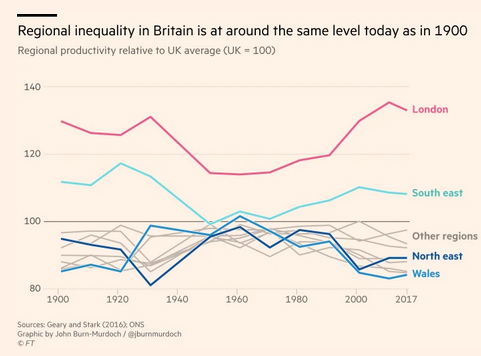 Regional inequality in Britain is at around the same level today as in 1900
Regional productivity relative to UK average (UK = 100)
140
London
120
South east
100
Other regions
North east
Wales
80
1900 1920 1940 1960 1980 2000 2017
Sources: Geary and Stark (2016); ONS
Graphic by John Burn-Murdoch / @jburnmurdoch
© FT